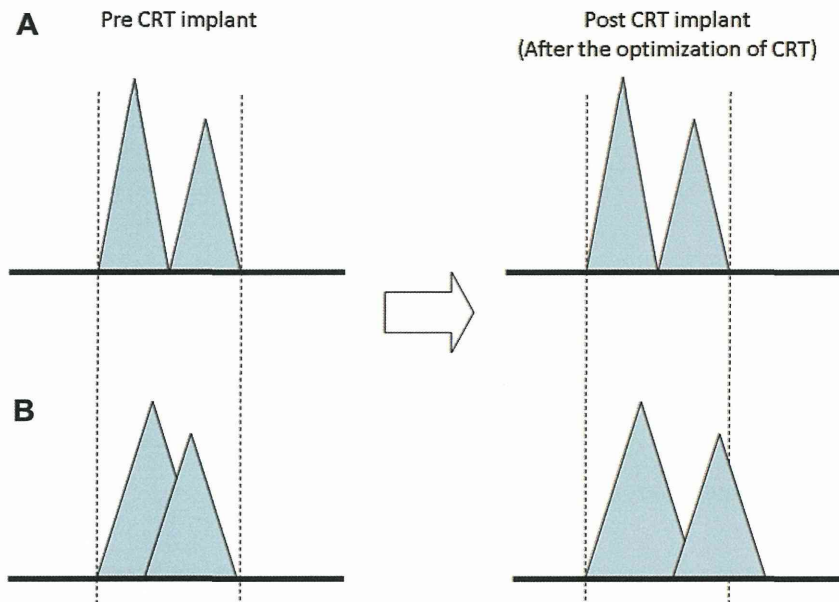 A
Pre CRT implant
Post CRT implant
(After the optimization of CRT)
B